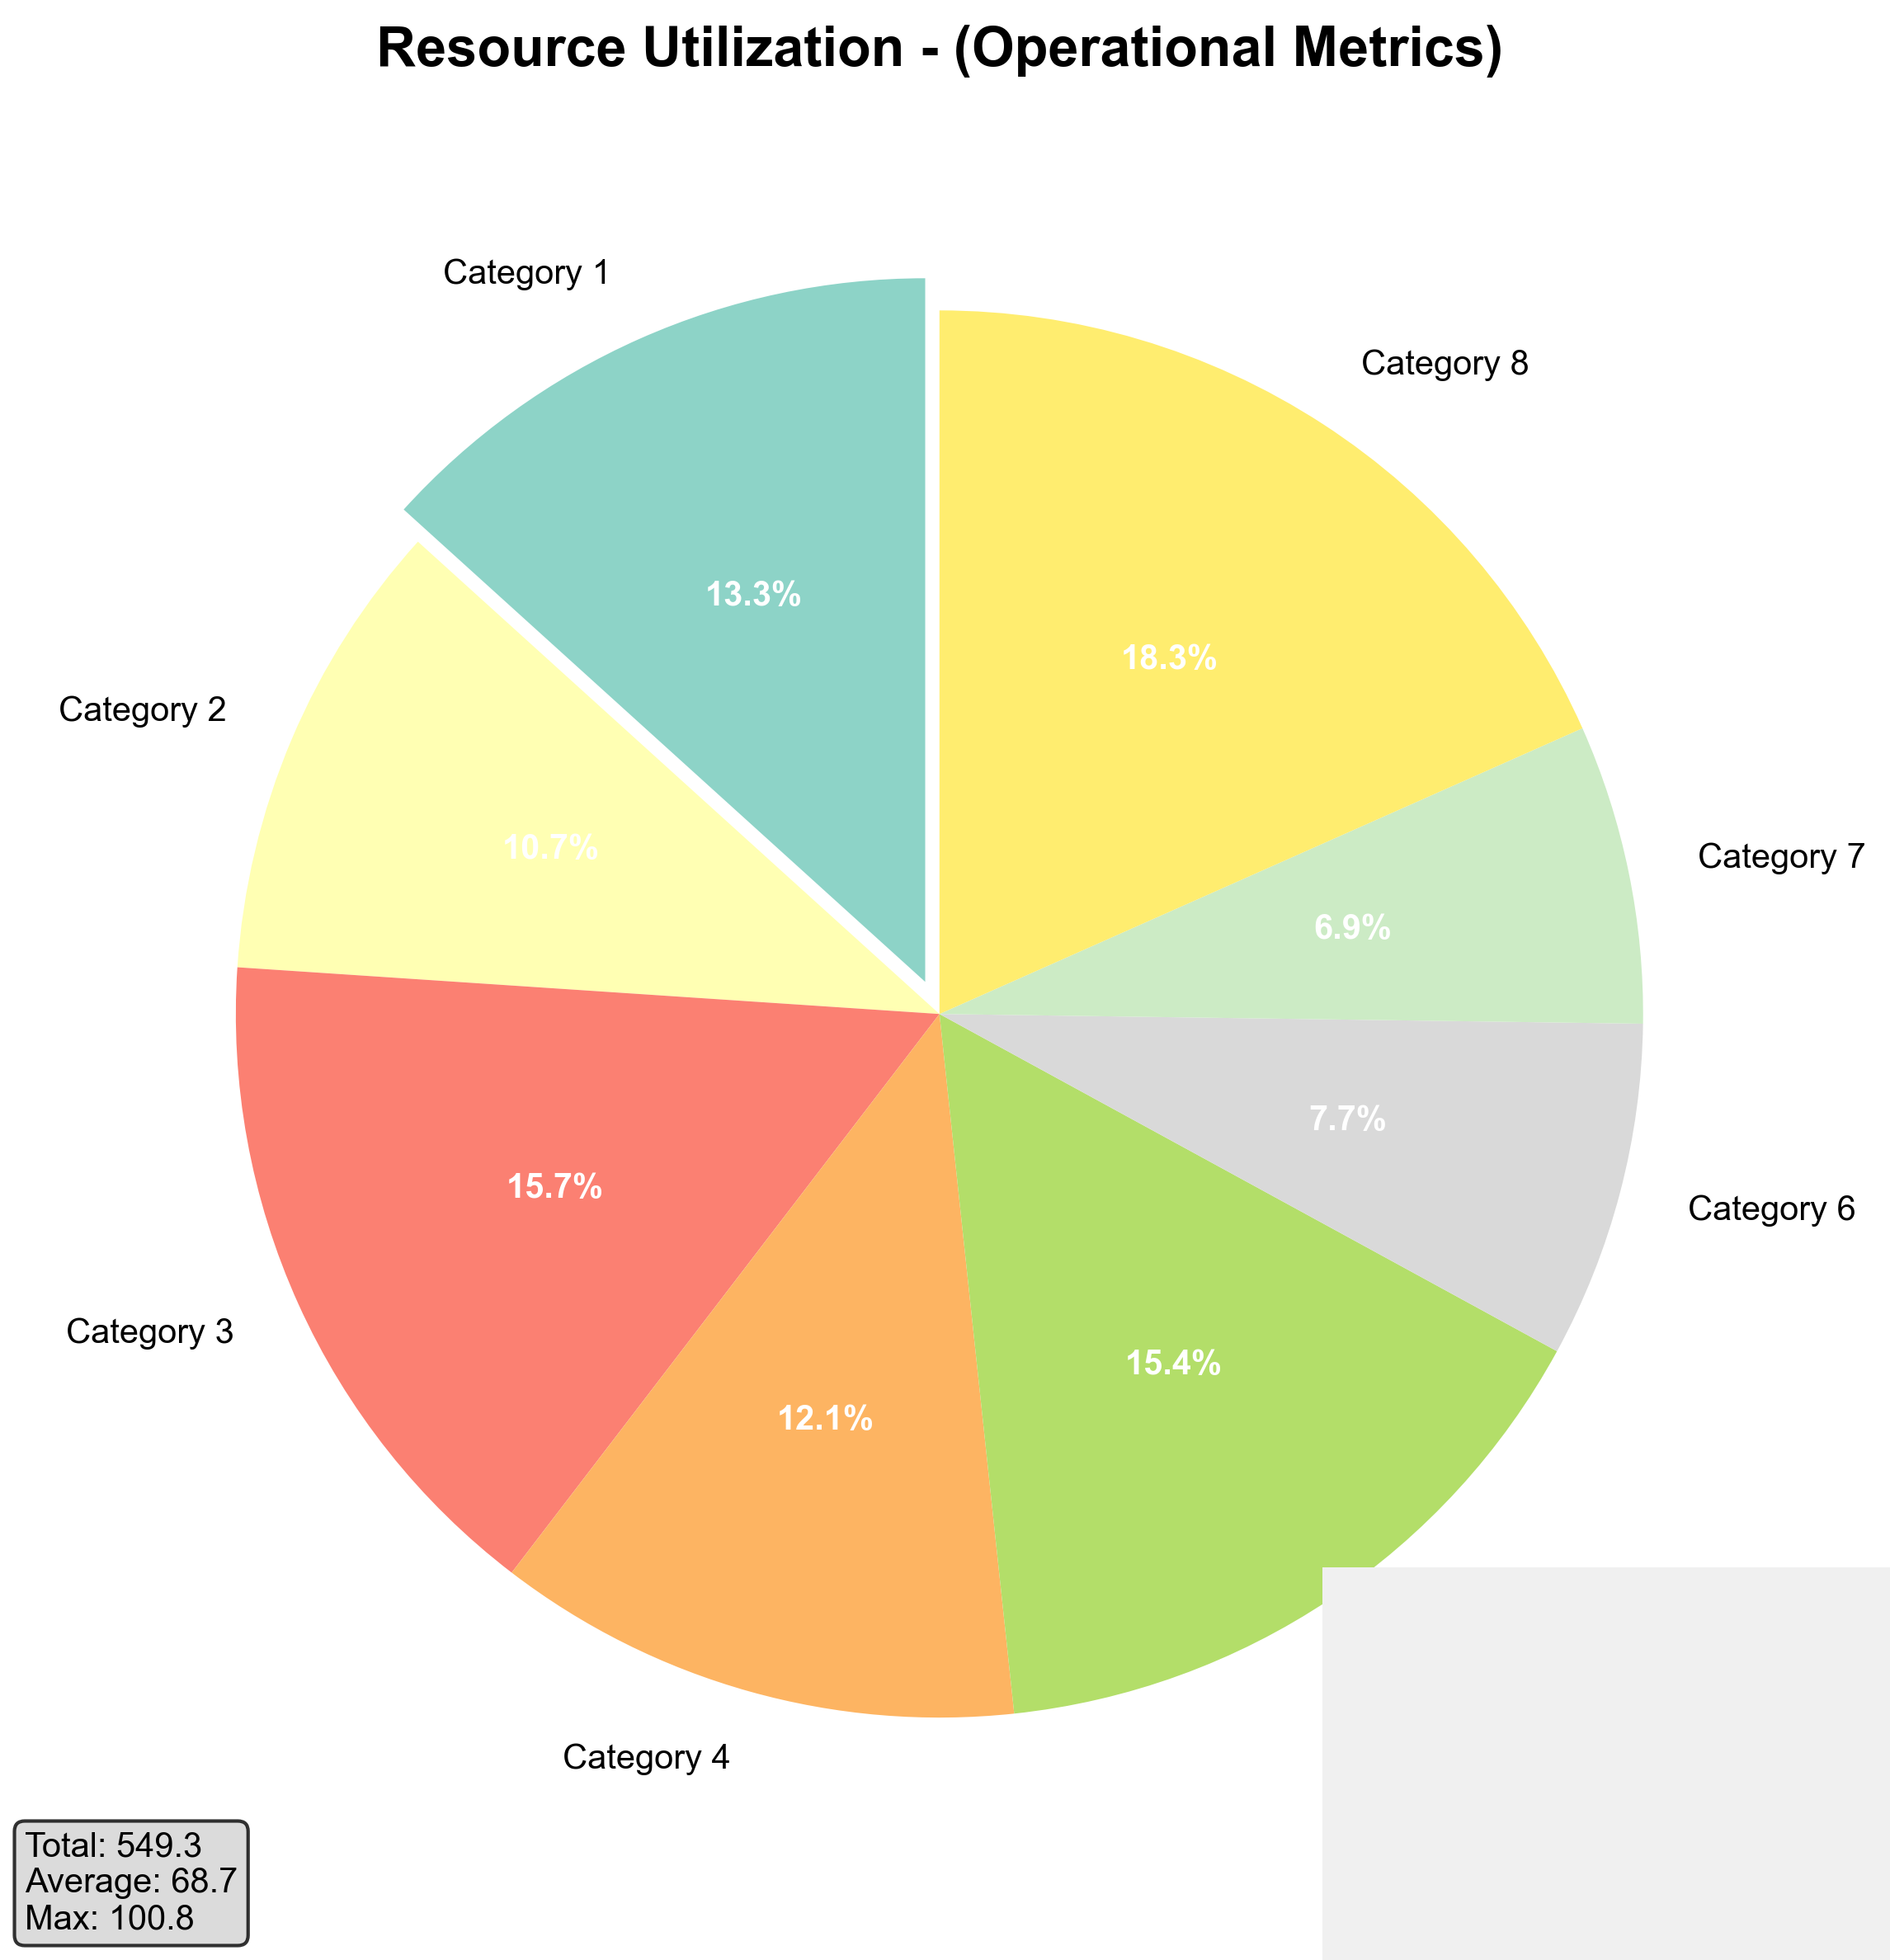 Resource Utilization - (Operational Metrics)
Category 1
Category 8
13.3%
18.3%
Category 2
10.7%
Category 7
6.9%
7.7%
15.7%
Category 6
Category 3
15.4%
12.1%
Category 4
Total: 549.3
Average: 68.7
Max: 100.8